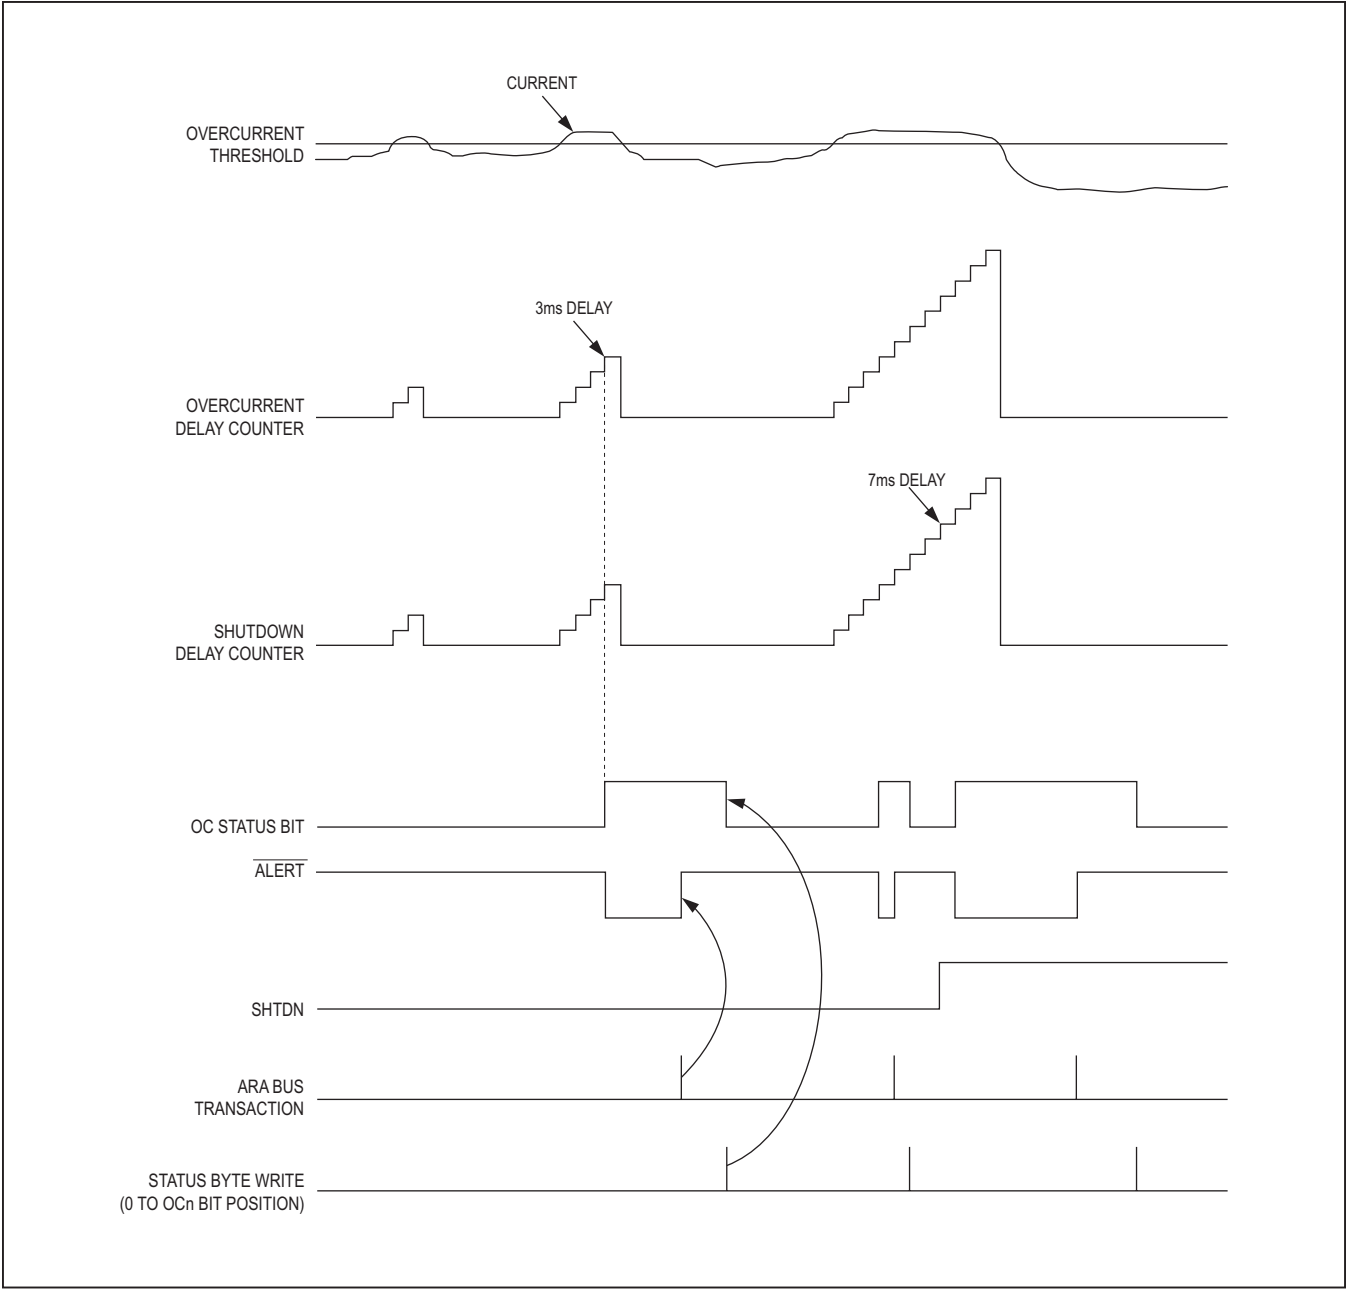 CURRENT
OVERCURRENT
THRESHOLD
3ms DELAY
OVERCURRENT
DELAY COUNTER
7ms DELAY
SHUTDOWN
DELAY COUNTER
OC STATUS BIT
ALERT
SHTDN
ARA BUS
TRANSACTION
STATUS BYTE WRITE
(0 TO OCn BIT POSITION)